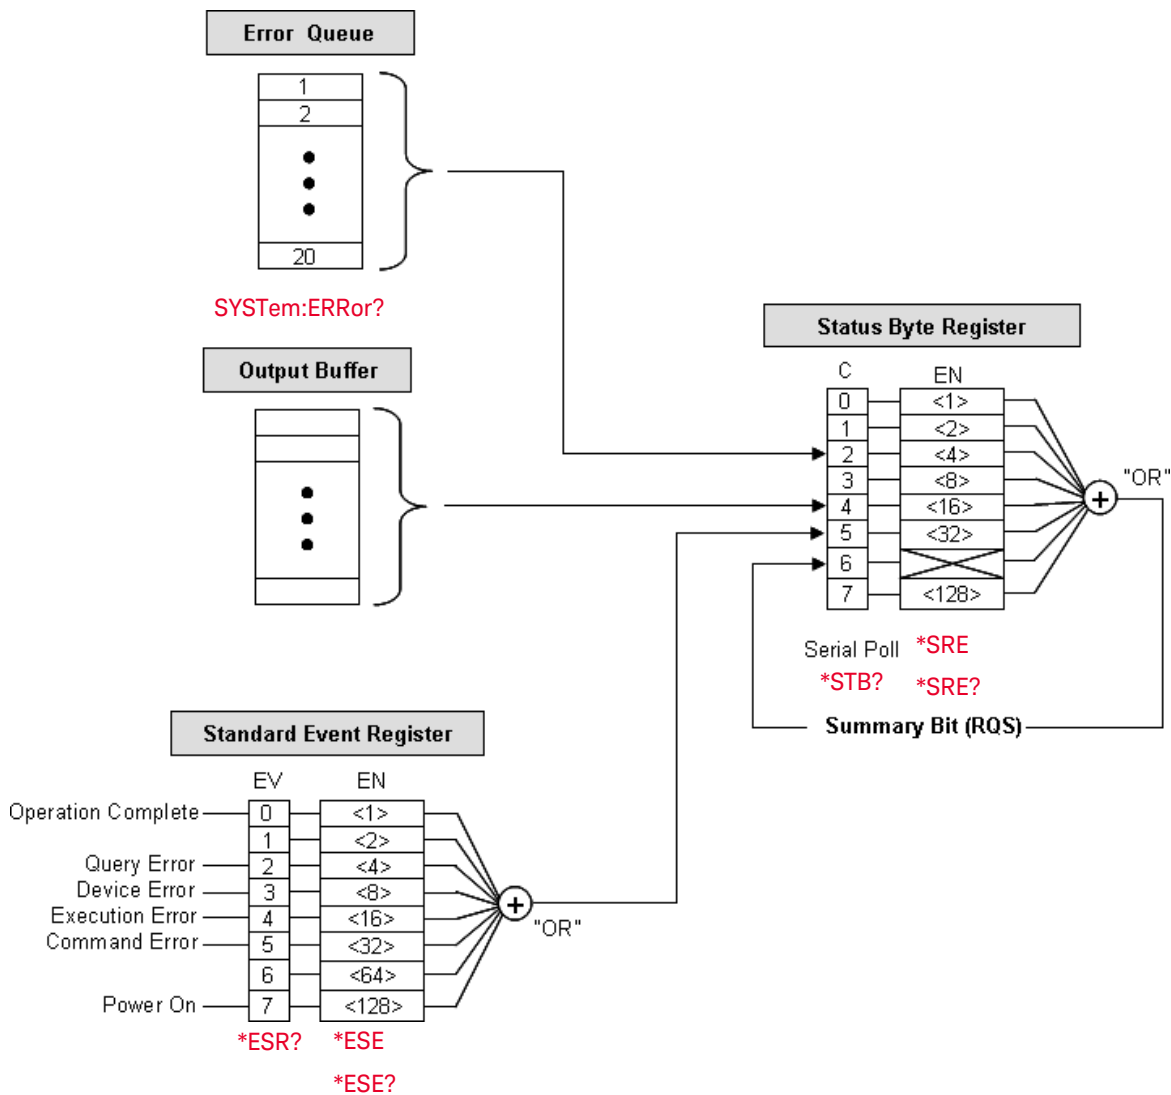 Error Queue
1
2
20
SYSTem:ERRor?
Output Buffer
Status Byte Register
C EN
0 <1>
1 <2>
2 <4>
3 <8>
4 <16>
5 <32>
6
7 <128>
"OR"
Serial Poll *SRE
*STB? *SRE?
Summary Bit (RQS)
Standard Event Register
EV EN
Operation Complete 0 <1>
1 <2>
Query Error 2 <4>
Device Error 3 <8>
Execution Error 4 <16>
Command Error 5 <32>
6 <64>
Power On 7 <128>
"OR"
*ESR? *ESE
*ESE?